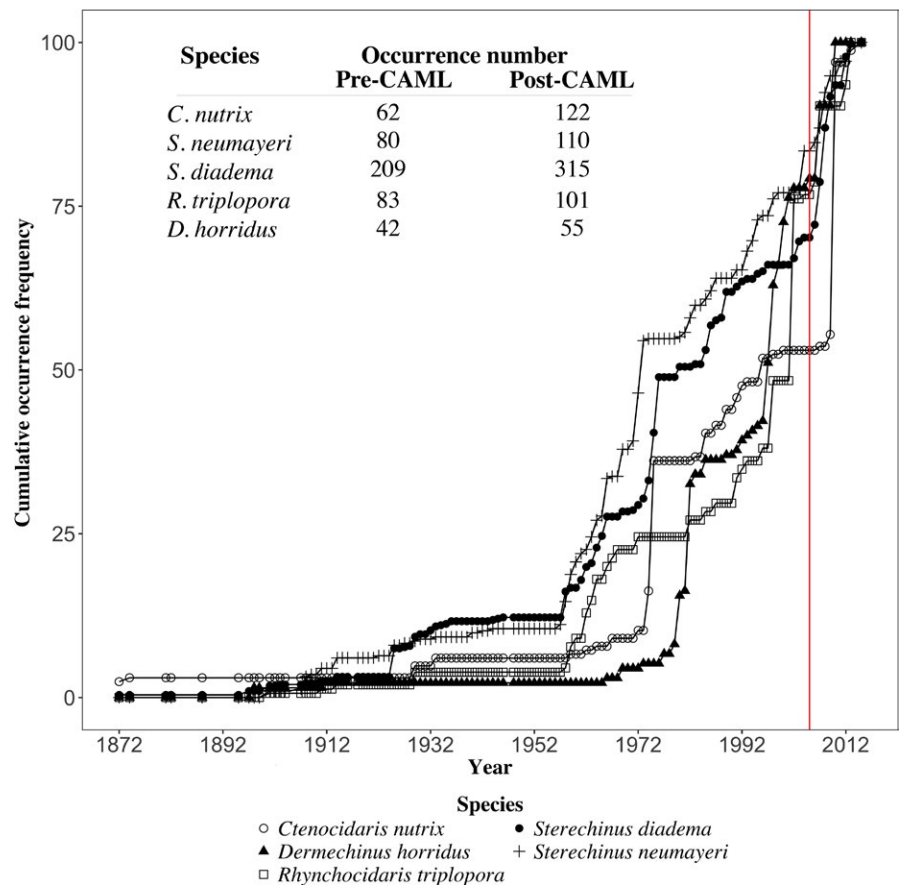 Species Occurrence number
Pre-CAML Post-CAML
C. nutrix 62 122
S. neumayeri 80 110
S. diadema 209 315
R. triplopora 83 101
D. horridus 42 55
100
75
50
25
0
Cumulative occurrence frequency
1872 1892 1912 1932 1952 1972 1992 2012
Year
Species
Ctenocidaris nutrix Sterechinus diadema
Dermechinus horridus Sterechinus neumayeri
Rhynchocidaris triplopora